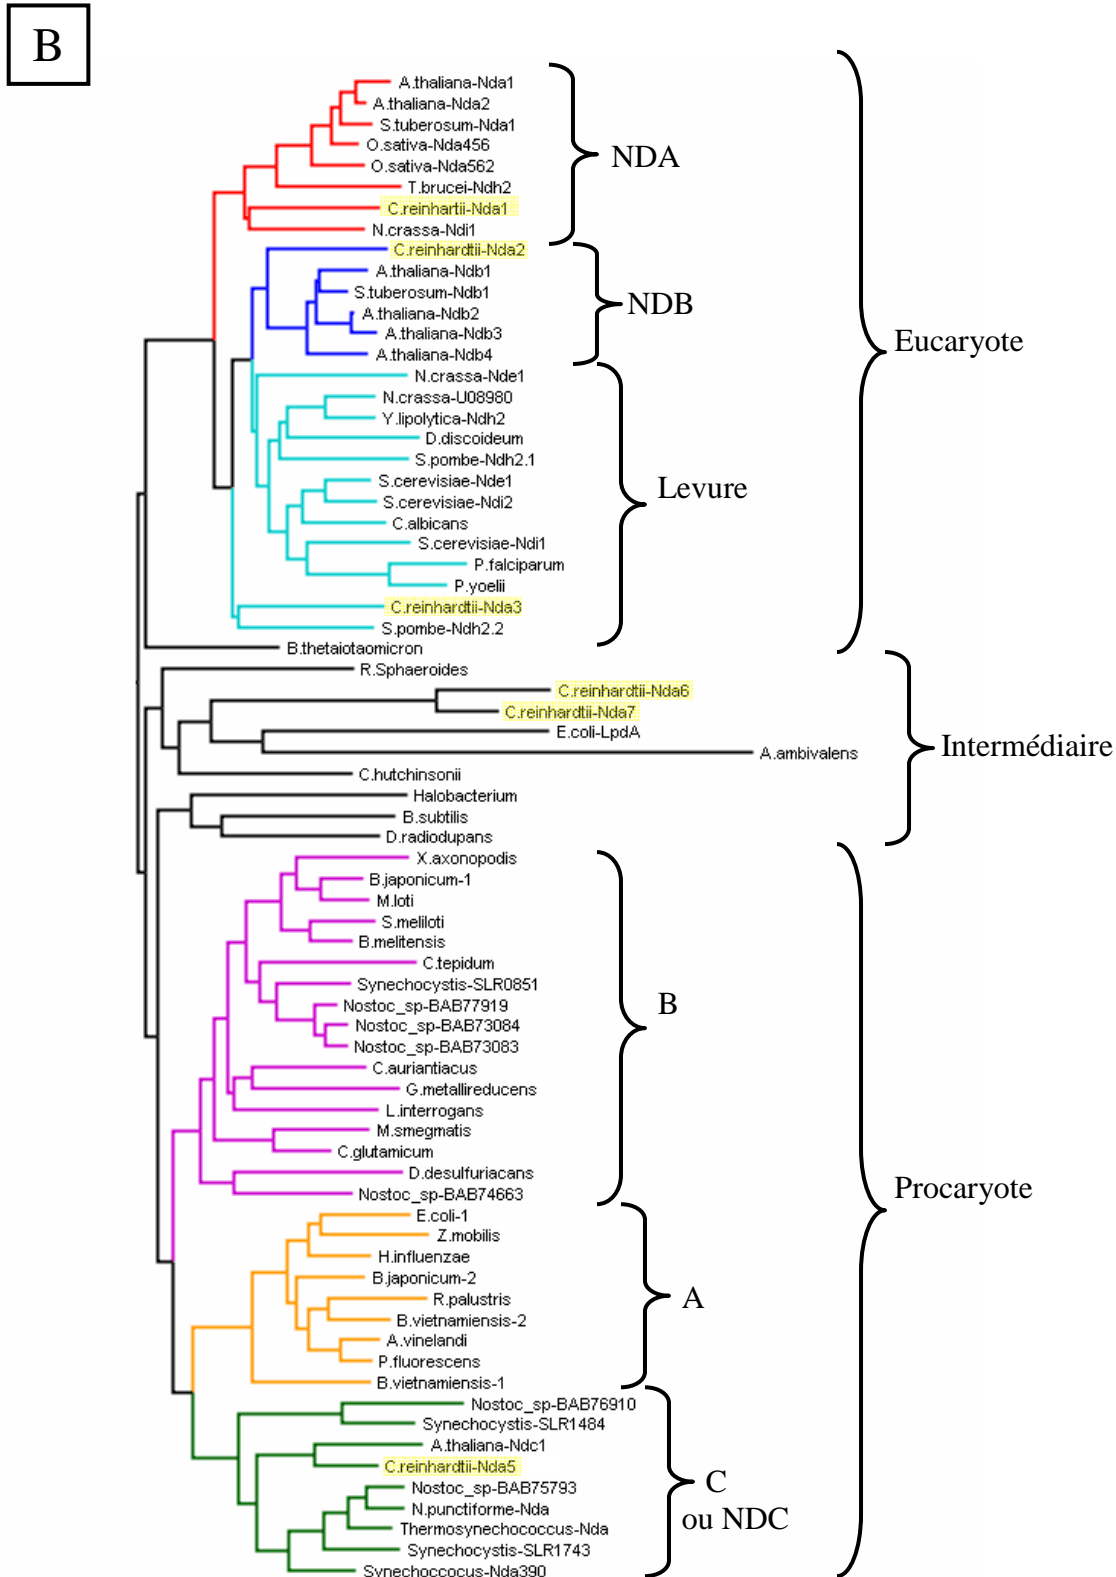 B
A.thaliana-Nda1
A.thaliana-Nda2
S.tuberosum-Nda1
O.sativa-Nda456
O.sativa-Nda562
NDA
T.brucei-Ndh2
C.reinhartii-Nda1
N.crassa-Ndi1
C.reinhardtii-Nda2
A.thaliana-Ndb1
S.tuberosum-Ndb1
NDB
A.thaliana-Ndb2
A.thaliana-Ndb3
A.thaliana-Ndb4
Eucaryote
N.crassa-Nde1
N.crassa-U08980
Y.lipolytica-Ndh2
D.discoideum
S.pombe-Ndh2.1
S.cerevisiae-Nde1
Levure
S.cerevisiae-Ndi2
C.albicans
S.cerevisiae-Ndi1
P.falciparum
P.yoelii
C.reinhardtii-Nda3
S.pombe-Ndh2.2
B.thetaiotaomicron
R.Sphaeroides
C.reinhardtii-Nda6
C.reinhardtii-Nda7
E.coli-LpdA
A.ambivalens
Intermédiaire
C.hutchinsonii
Halobacterium
B.subtilis
D.radiodupans
X.axonopodis
B.japonicum-1
M.loti
S.meliloti
B.melitensis
C.tepidum
Synechocystis-SLR0851
Nostoc_sp-BAB77919
B
Nostoc_sp-BAB73084
Nostoc_sp-BAB73083
C.auriantiacus
G.metallireducens
L.interrogans
M.smegmatis
C.glutamicum
D.desulfuriacans
Nostoc_sp-BAB74663
Procaryote
E.coli-1
Z.mobilis
H.influenzae
B.japonicum-2
R.palustris
A
B.vietnamiensis-2
A.vinelandi
P.fluorescens
B.vietnamiensis-1
Nostoc_sp-BAB76910
Synechocystis-SLR1484
A.thaliana-Ndc1
C.reinhardtii-Nda5
C
ou NDC
Nostoc_sp-BAB75793
N.punctiforme-Nda
Thermosynechococcus-Nda
Synechocystis-SLR1743
Synechoccocus-Nda390